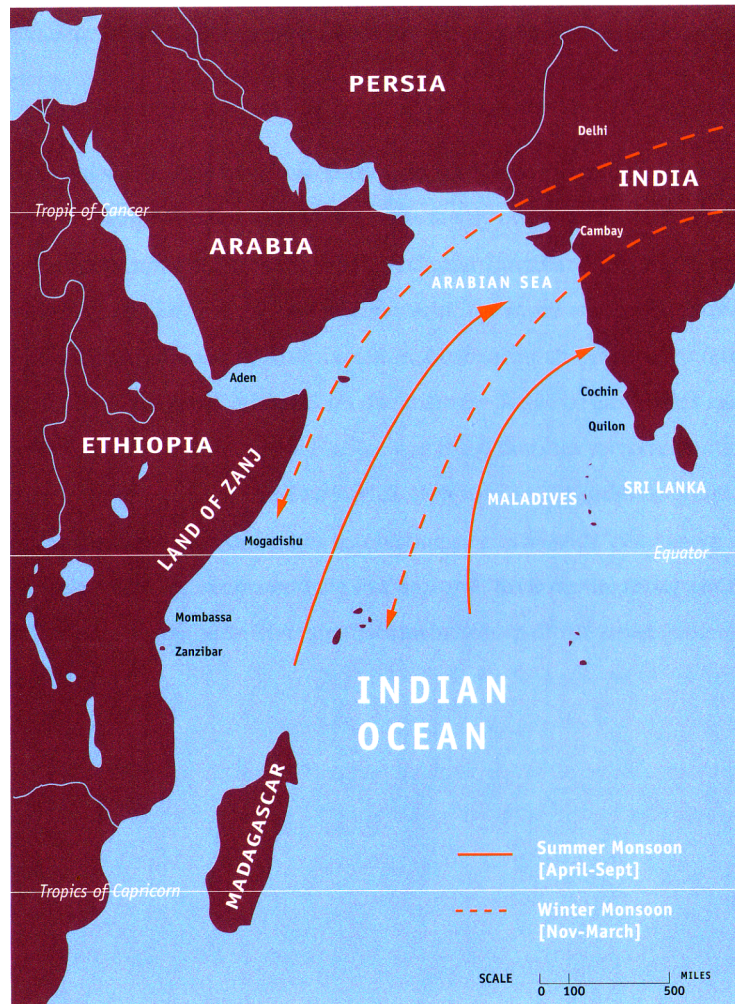 PERSIA
Delhi
INDIA
Tropic of Cancer
Cambay
ARABIA
ARABIAN SEA
Aden
Cochin
Quilon
ETHIOPIA
LAND OF ZANJ
SRI LANKA
MALADIVES
Mogadishu
Equator
Mombassa
Zanzibar
INDIAN
OCEAN
MADAGASCAR
Summer Monsoon
[April-Sept]
Tropics of Capricorn
Winter Monsoon
[Nov-March]
SCALE
MILES
0 100 500